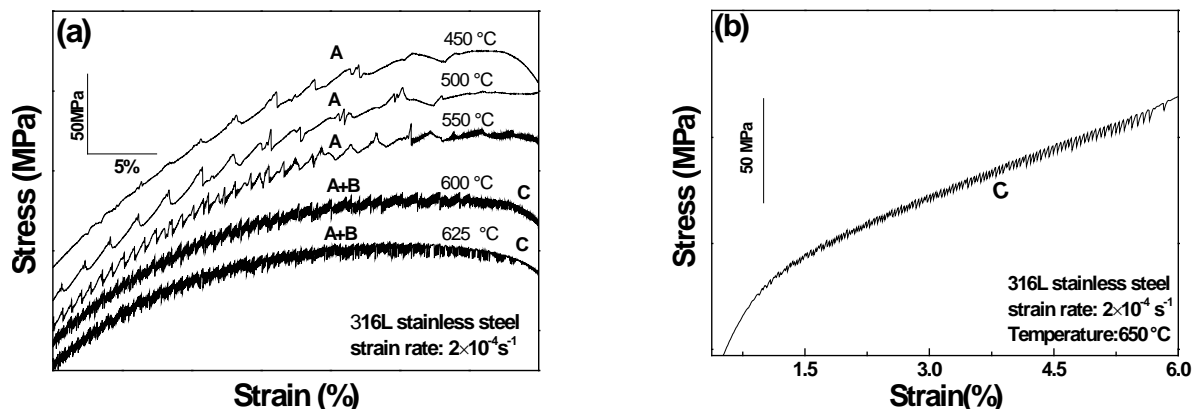 (a)
Stress (MPa)
50MPa
5%
A
450 °C
A
500 °C
A
550 °C
A+B
600 °C
C
A+B
625 °C
C
316L stainless steel
strain rate: 2×10⁻⁴s⁻¹
Strain (%)
(b)
Stress (MPa)
50 MPa
C
316L stainless steel
strain rate: 2×10⁻⁴ s⁻¹
Temperature:650 °C
1.5 3.0 4.5 6.0
Strain(%)